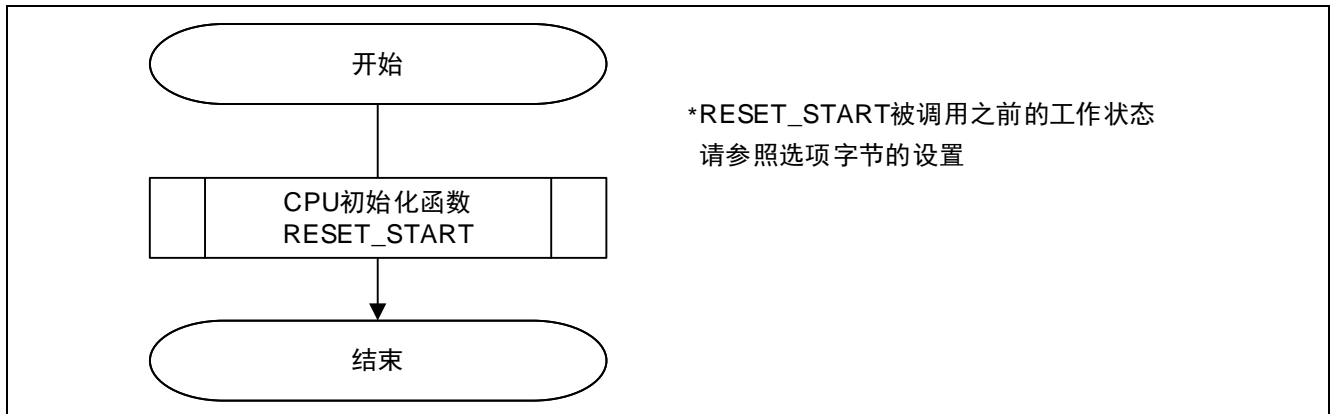 开始
*RESET_START被调用之前的工作状态
请参照选项字节的设置
CPU初始化函数
RESET_START
结束